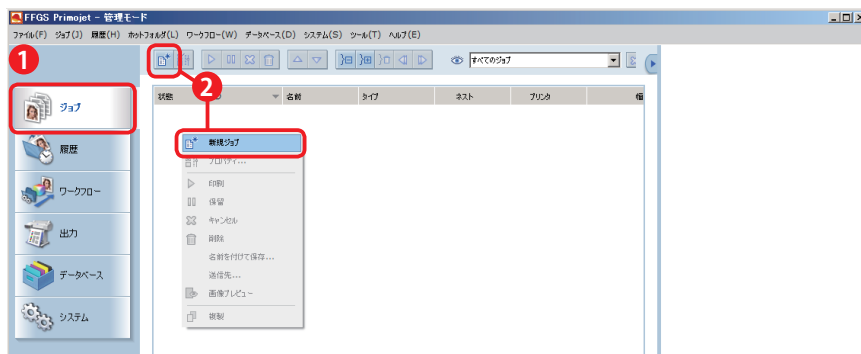 FFGS Primojet - 管理モード
ファイル(F) ジョブ(J) 履歴(H) ホットフォルダ(L) ワークフロー(W) データベース(D) システム(S) ツール(T) ヘルプ(E)
1
すべてのジョブ
2
状態 名前 タイプ ネスト プリンタ 幅
ジョブ
履歴
ワークフロー
出力
データベース
システム
新規ジョブ
プロパティ...
印刷
保留
キャンセル
削除
名前を付けて保存...
送信先...
画像プレビュー
複製